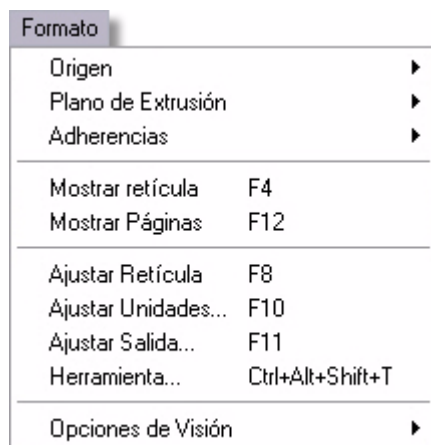 Formato
Origen
Plano de Extrusión
Adherencias
Mostrar retícula F4
Mostrar Páginas F12
Ajustar Retícula F8
Ajustar Unidades... F10
Ajustar Salida... F11
Herramienta... Ctrl+Alt+Shift+T
Opciones de Visión